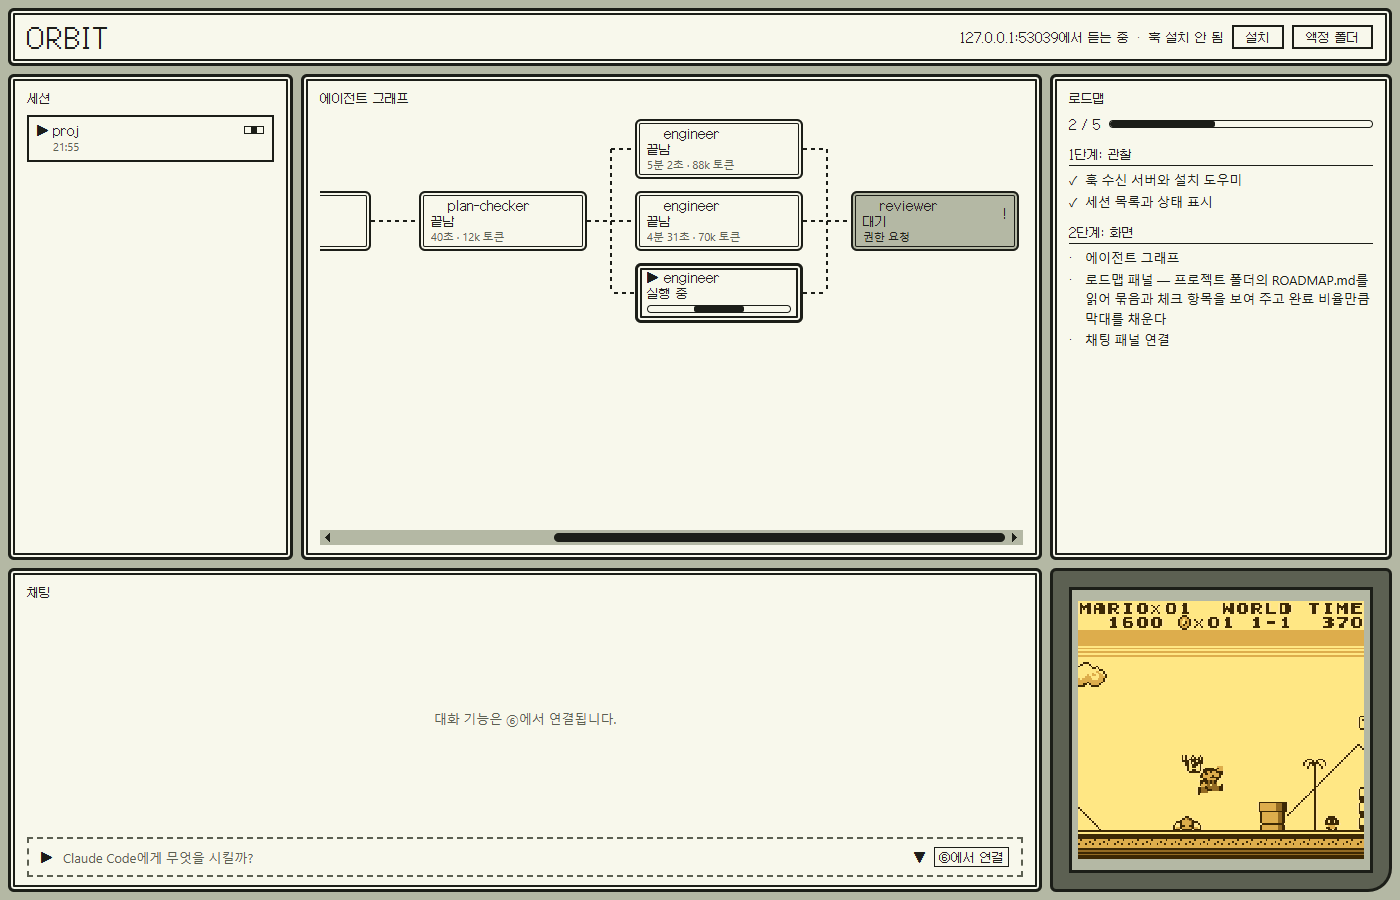 ORBIT
127.0.0.1:53039에서 듣는 중 · 훅 설치 안 됨
설치
액정 폴더
세션
▶ proj
21:55
에이전트 그래프
plan-checker
끝남
40초 · 12k 토큰
engineer
끝남
5분 2초 · 88k 토큰
engineer
끝남
4분 31초 · 70k 토큰
▶ engineer
실행 중
reviewer
!
대기
권한 요청
로드맵
2 / 5
1단계: 관찰
✓ 훅 수신 서버와 설치 도우미
✓ 세션 목록과 상태 표시
2단계: 화면
· 에이전트 그래프
· 로드맵 패널 — 프로젝트 폴더의 ROADMAP.md를
읽어 묶음과 체크 항목을 보여 주고 완료 비율만큼
막대를 채운다
· 채팅 패널 연결
채팅
대화 기능은 ⑥에서 연결됩니다.
▶ Claude Code에게 무엇을 시킬까?
▼ ⑥에서 연결
MARIO×01 WORLD TIME
1600 ×01 1-1 370